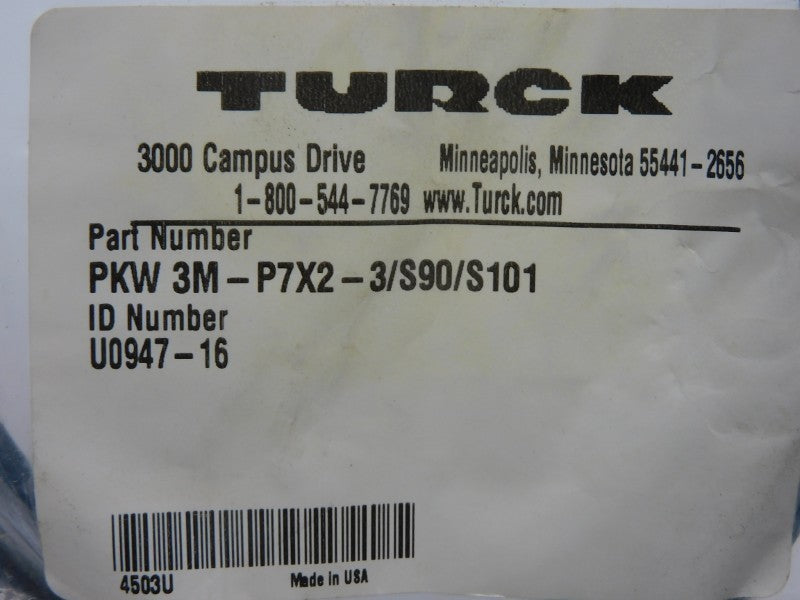 TURCK
3000 Campus Drive Minneapolis, Minnesota 55441-2656
1-800-544-7769 www.Turck.com
Part Number
PKW 3M-P7X2-3/S90/S101
ID Number
U0947-16
4503U Made in USA